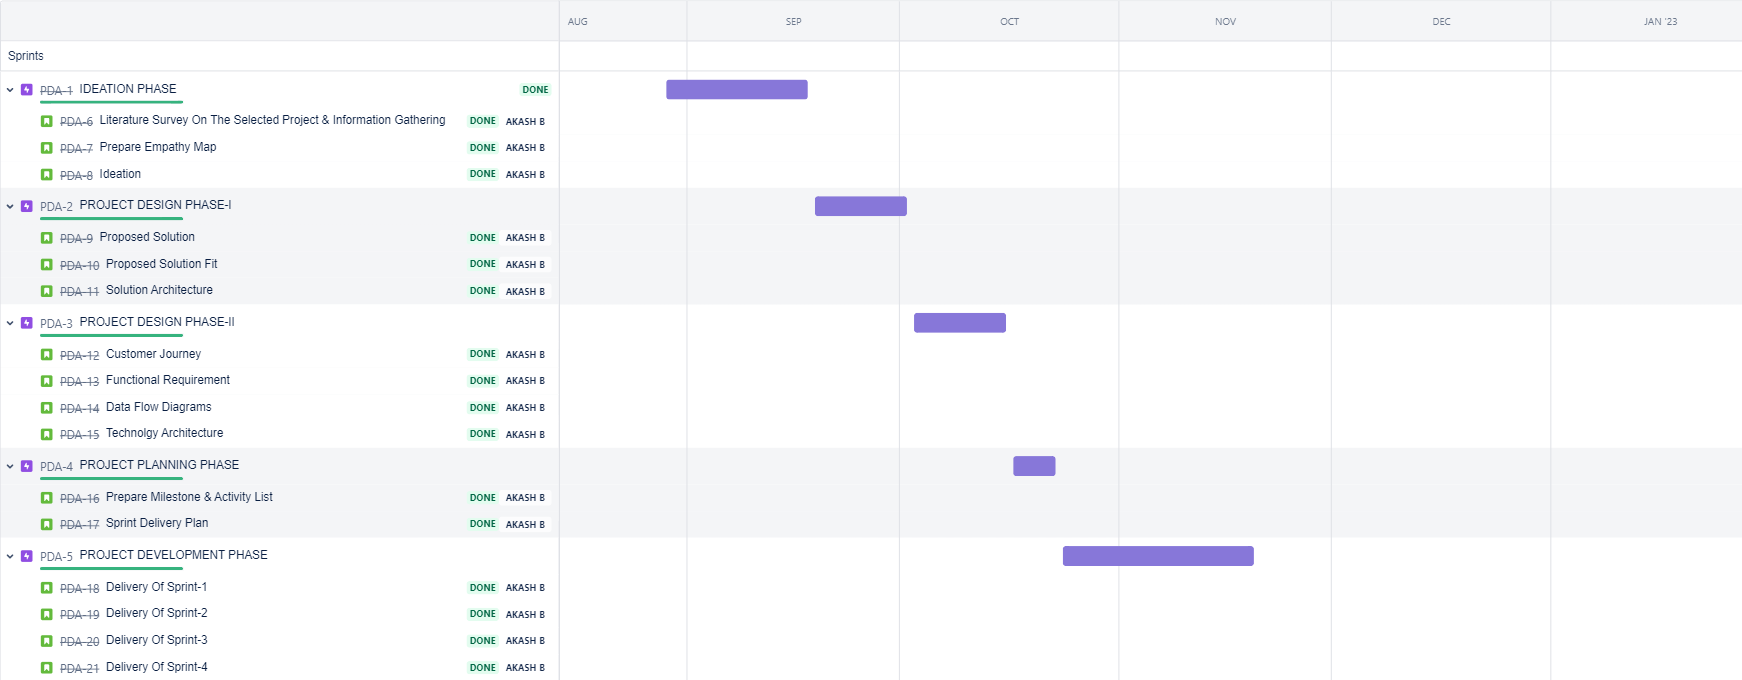 AUG SEP OCT NOV DEC JAN '23
Sprints
PDA-1 IDEATION PHASE DONE
PDA-6 Literature Survey On The Selected Project & Information Gathering DONE AKASH B
PDA-7 Prepare Empathy Map DONE AKASH B
PDA-8 Ideation DONE AKASH B
PDA-2 PROJECT DESIGN PHASE-I
PDA-9 Proposed Solution DONE AKASH B
PDA-10 Proposed Solution Fit DONE AKASH B
PDA-11 Solution Architecture DONE AKASH B
PDA-3 PROJECT DESIGN PHASE-II
PDA-12 Customer Journey DONE AKASH B
PDA-13 Functional Requirement DONE AKASH B
PDA-14 Data Flow Diagrams DONE AKASH B
PDA-15 Technolgy Architecture DONE AKASH B
PDA-4 PROJECT PLANNING PHASE
PDA-16 Prepare Milestone & Activity List DONE AKASH B
PDA-17 Sprint Delivery Plan DONE AKASH B
PDA-5 PROJECT DEVELOPMENT PHASE
PDA-18 Delivery Of Sprint-1 DONE AKASH B
PDA-19 Delivery Of Sprint-2 DONE AKASH B
PDA-20 Delivery Of Sprint-3 DONE AKASH B
PDA-21 Delivery Of Sprint-4 DONE AKASH B